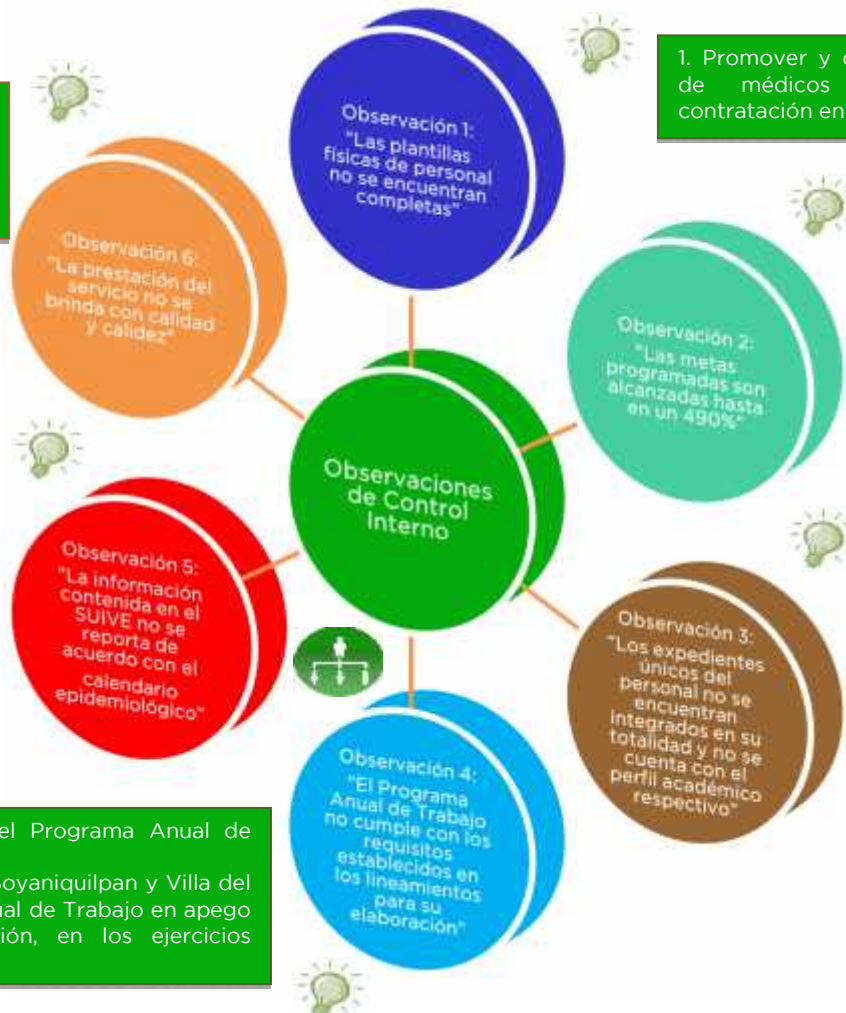 1. Promover y
de médicos
contratación en
Observación 1:
"Las plantillas
físicas de personal
no se encuentran
completas"
Observación 6:
"La prestación del
servicio no se
brinda con calidad
y calidez"
Observación 2:
"Las metas
programadas son
alcanzadas hasta
en un 490%"
Observaciones
de Control
Interno
Observación 5:
"La información
contenida en el
SUIVE no se
reporta de
acuerdo con el
calendario
epidemiológico"
Observación 3:
"Los expedientes
únicos del
personal no se
encuentran
integrados en su
totalidad y no se
cuenta con el
perfil académico
respectivo"
Observación 4:
"El Programa
Anual de Trabajo
no cumple con los
requisitos
establecidos en
los lineamientos
para su
elaboración"
el Programa Anual de
Soyaniquilpan y Villa del
ual de Trabajo en apego
ión, en los ejercicios